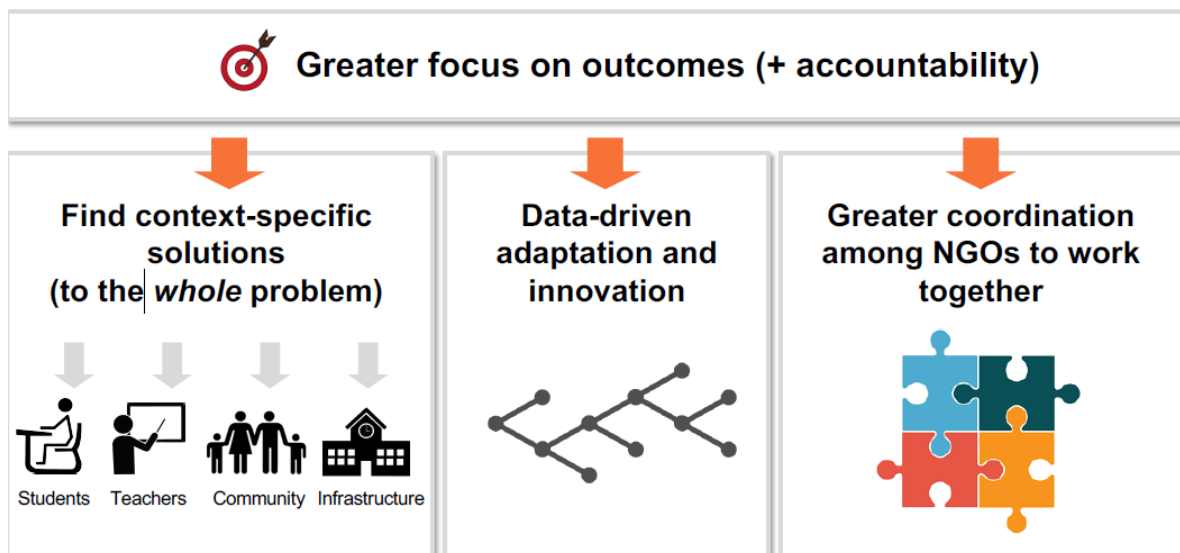 Greater focus on outcomes (+ accountability)
Find context-specific
solutions
(to the whole problem)
Students
Teachers
Community
Infrastructure
Data-driven
adaptation and
innovation
Greater coordination
among NGOs to work
together